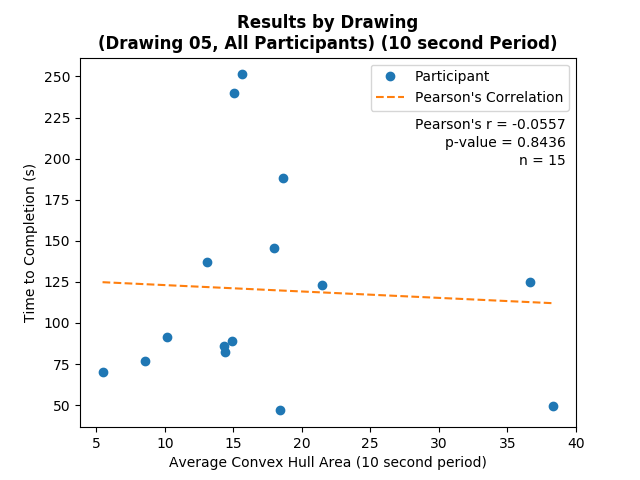 Results by Drawing
(Drawing 05, All Participants) (10 second Period)
Participant
Pearson's Correlation
Pearson's r = -0.0557
p-value = 0.8436
n = 15
Time to Completion (s)
250
225
200
175
150
125
100
75
50
5 10 15 20 25 30 35 40
Average Convex Hull Area (10 second period)